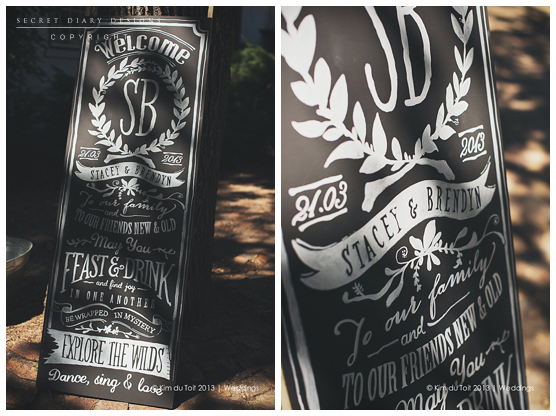 SECRET DIARY DESIGNS
COPYRIGHT
Welcome
SB
21.03 2013
STACEY & BRENDYN
To our family
and
TO OUR FRIENDS NEW & OLD
May You
FEAST & DRINK
and find joy
IN ONE ANOTHER
BE WRAPPED IN MYSTERY
EXPLORE THE WILDS
Dance, sing &
© Kim du Toit 2013 | Weddings
SB
21.03 2013
STACEY & BRENDYN
To our family
and
TO OUR FRIENDS NEW & OLD
May You
© Kim du Toit 2013 | Weddings